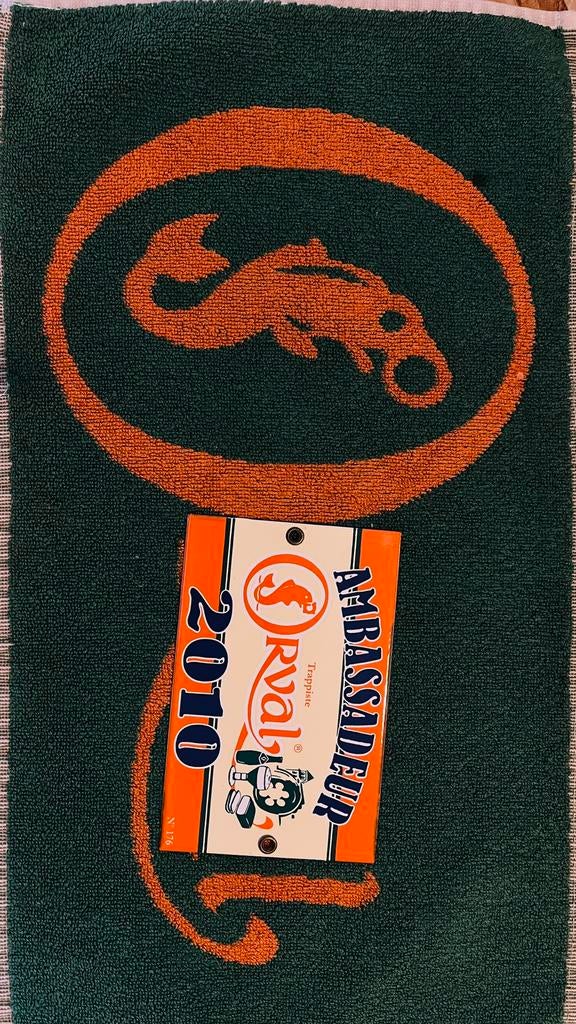 AMBASSADEUR
Trappiste
ORVAL ®
2010
N° 176